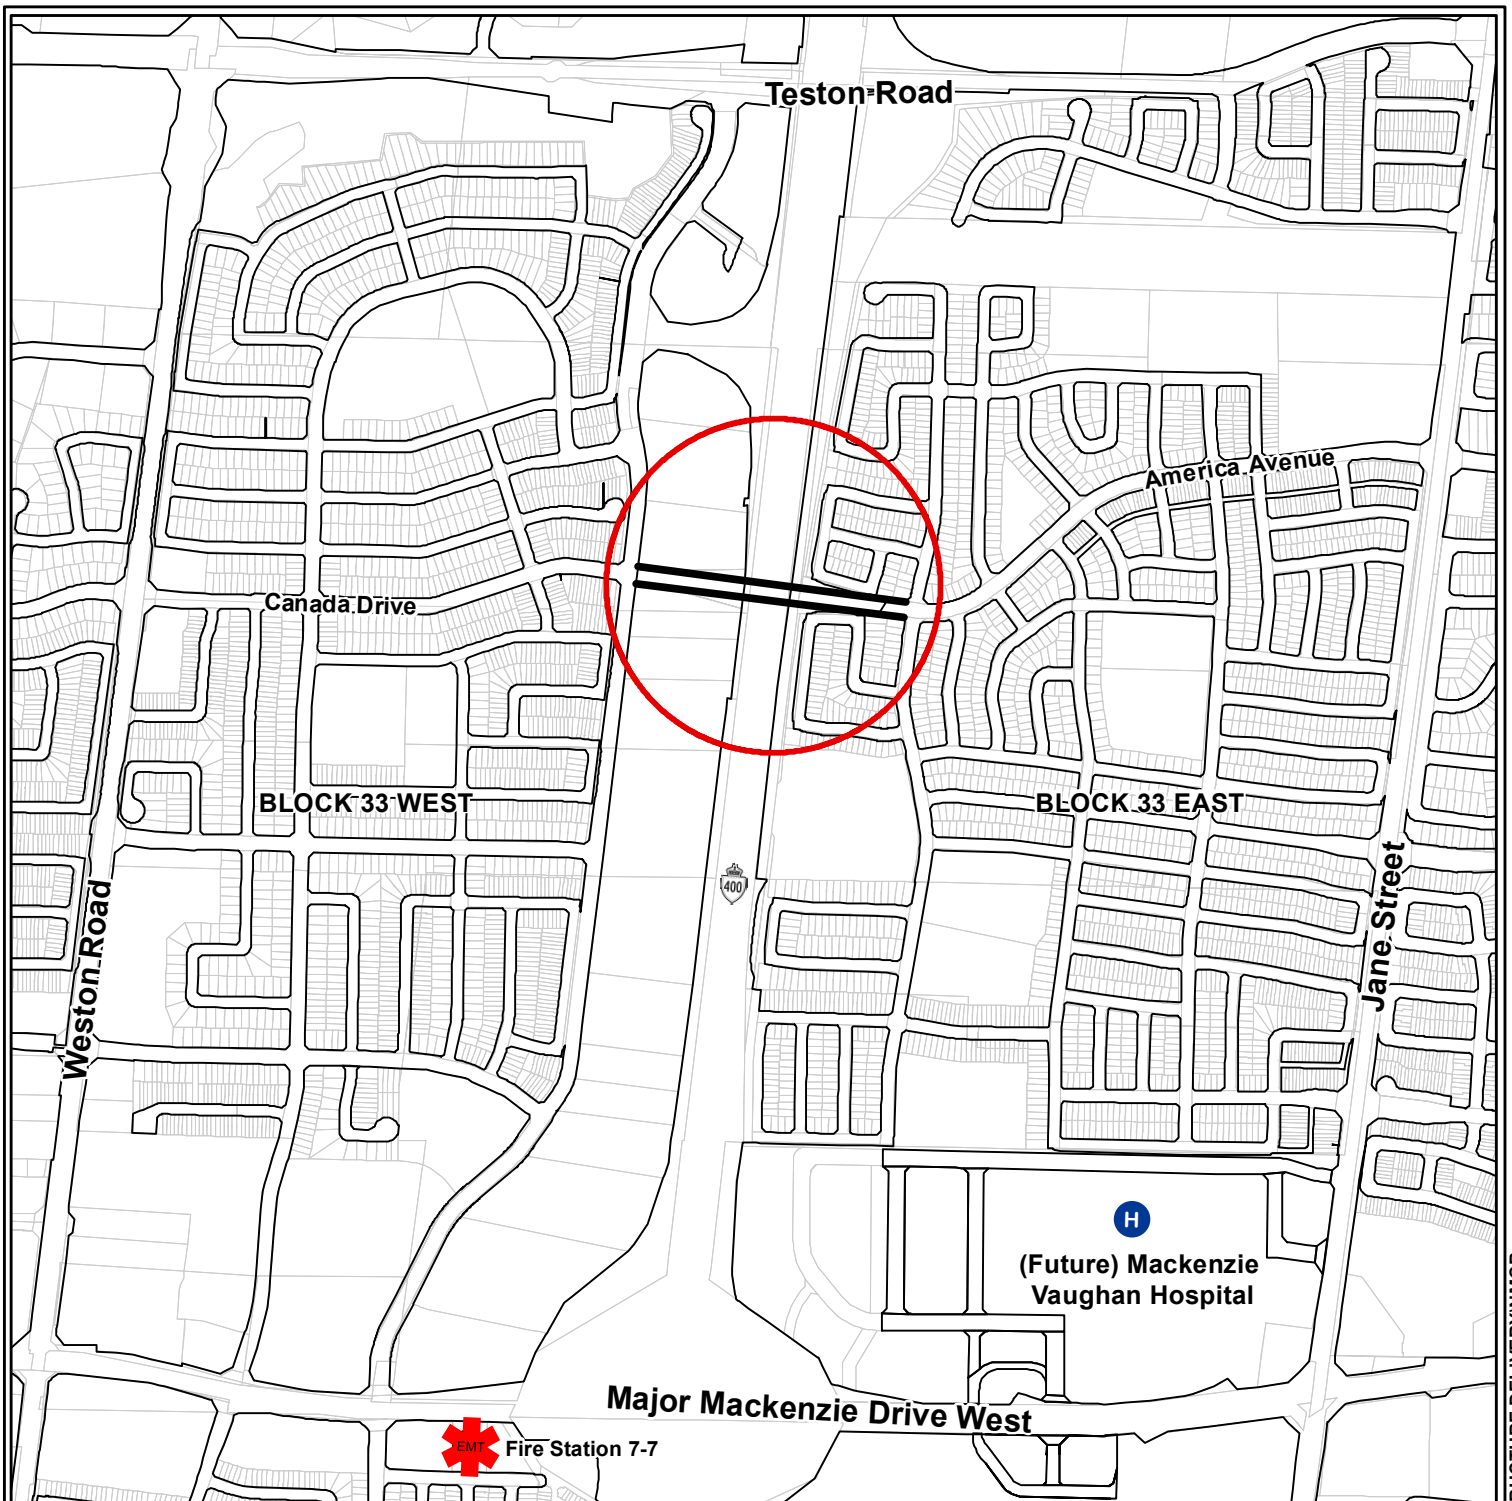 Teston Road
America Avenue
Canada Drive
BLOCK 33 WEST
BLOCK 33 EAST
400
Weston Road
Jane Street
H
(Future) Mackenzie
Vaughan Hospital
Major Mackenzie Drive West
EMT
Fire Station 7-7